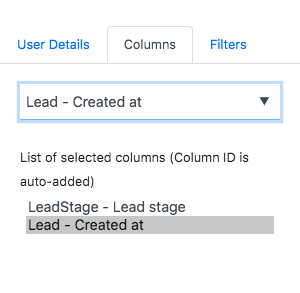 User Details Columns Filters
Lead - Created at
List of selected columns (Column ID is
auto-added)
LeadStage - Lead stage
Lead - Created at